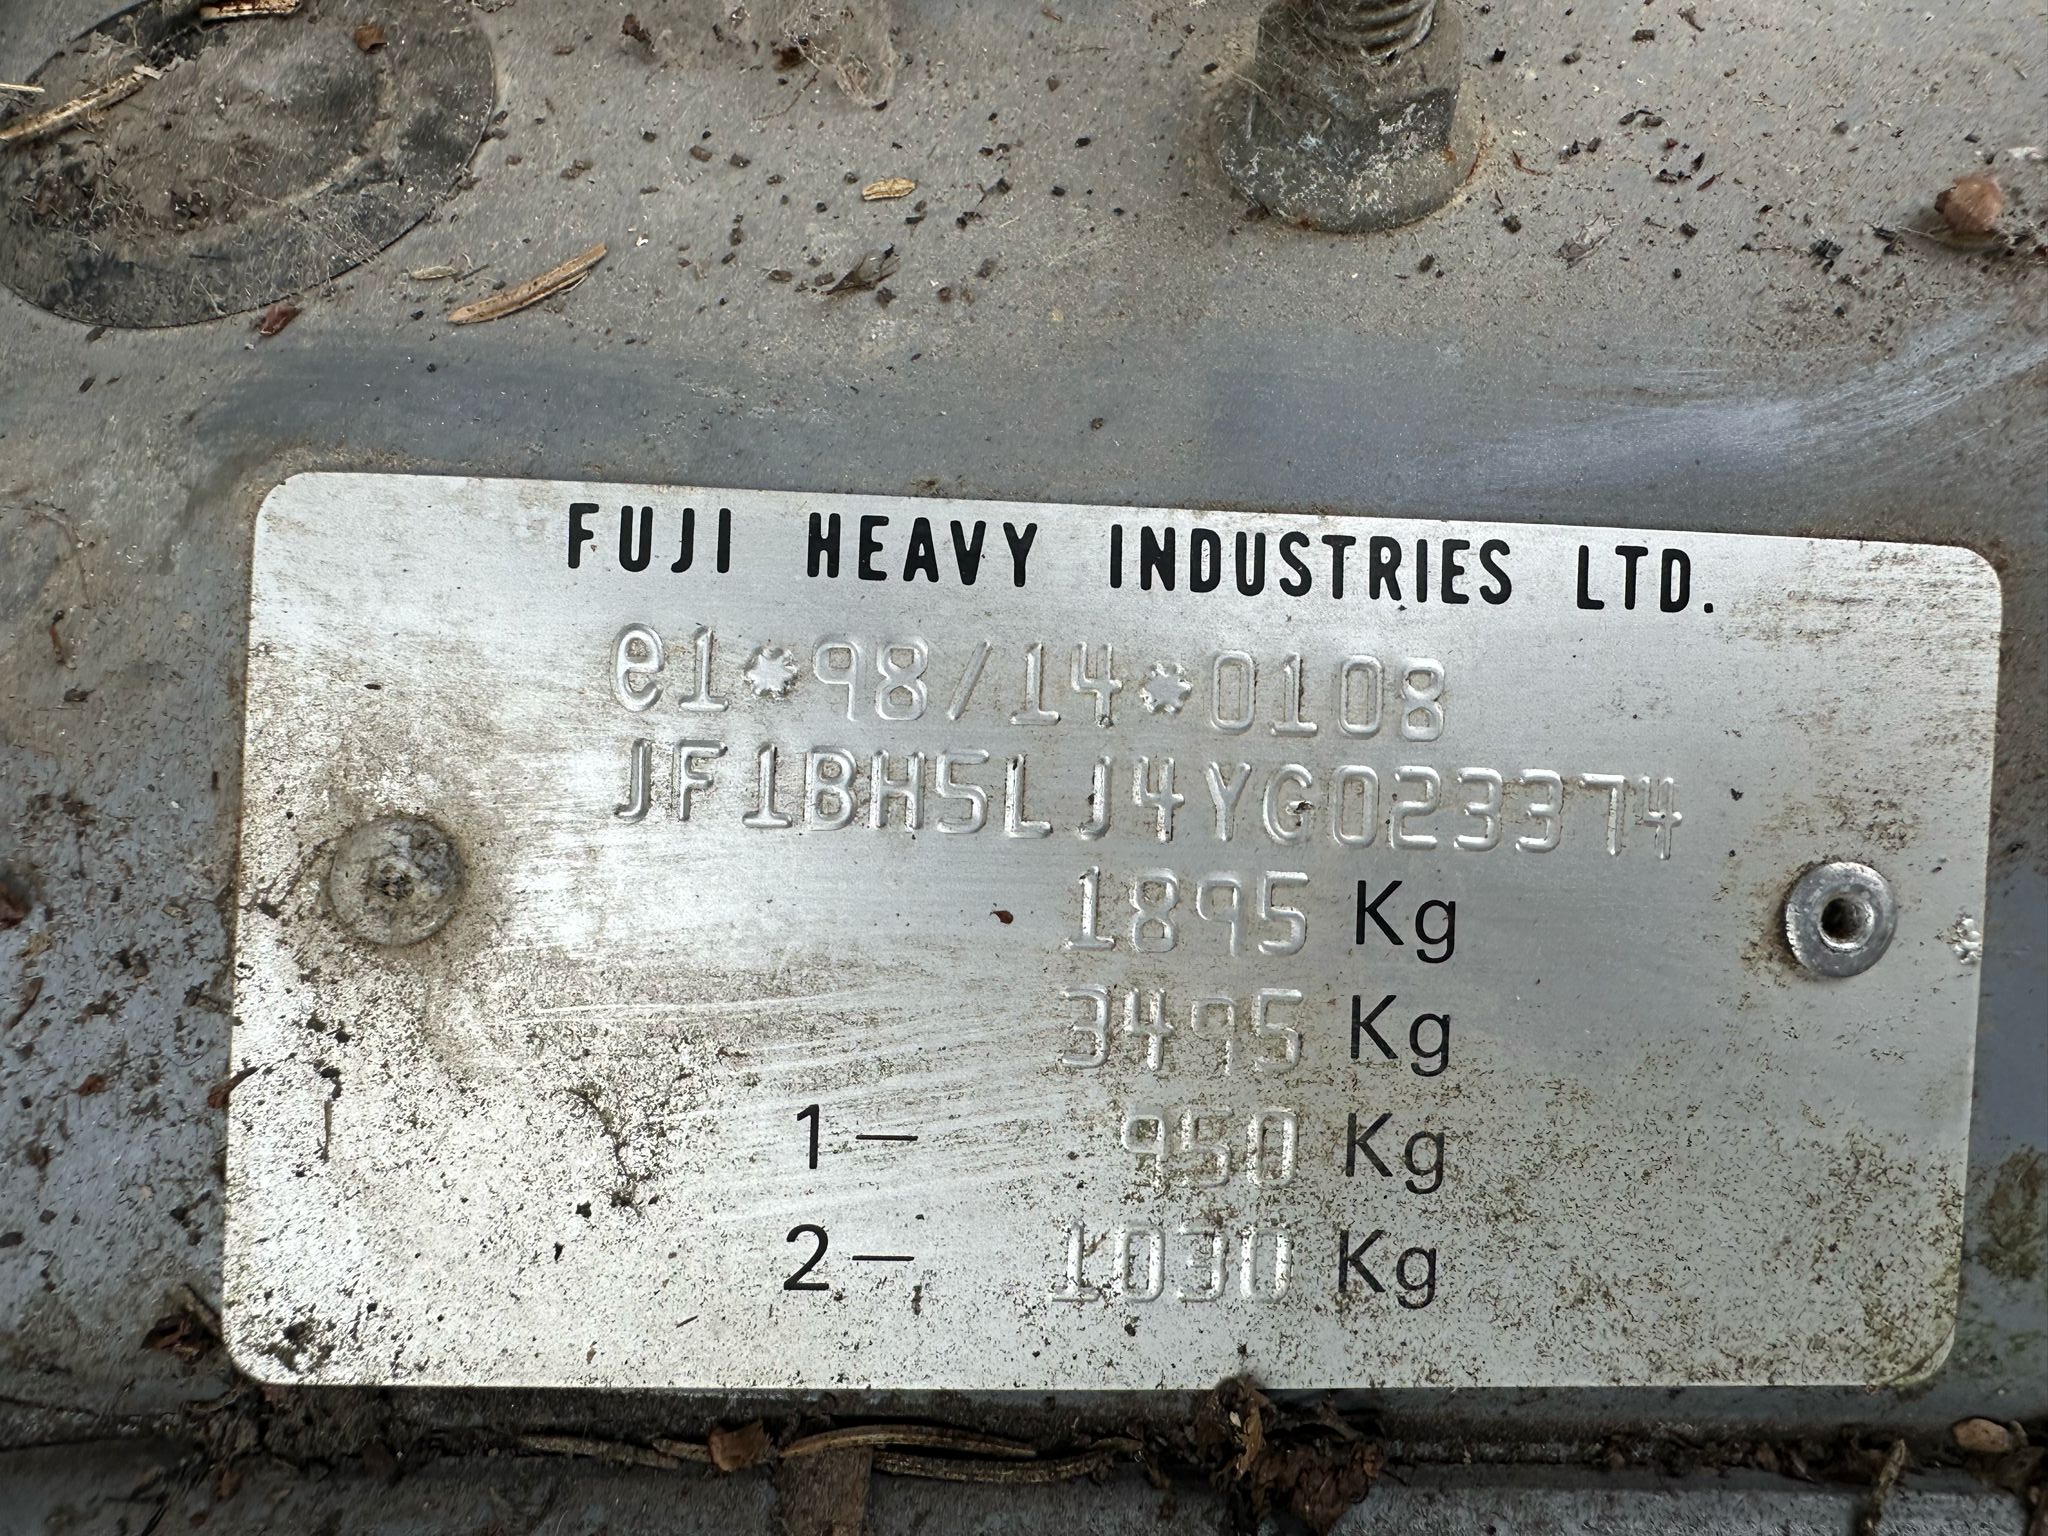 FUJI HEAVY INDUSTRIES LTD.
e1*98/14*0108
JF1BH5LJ4YG023374
1895 Kg
3495 Kg
1— 950 Kg
2— 1030 Kg